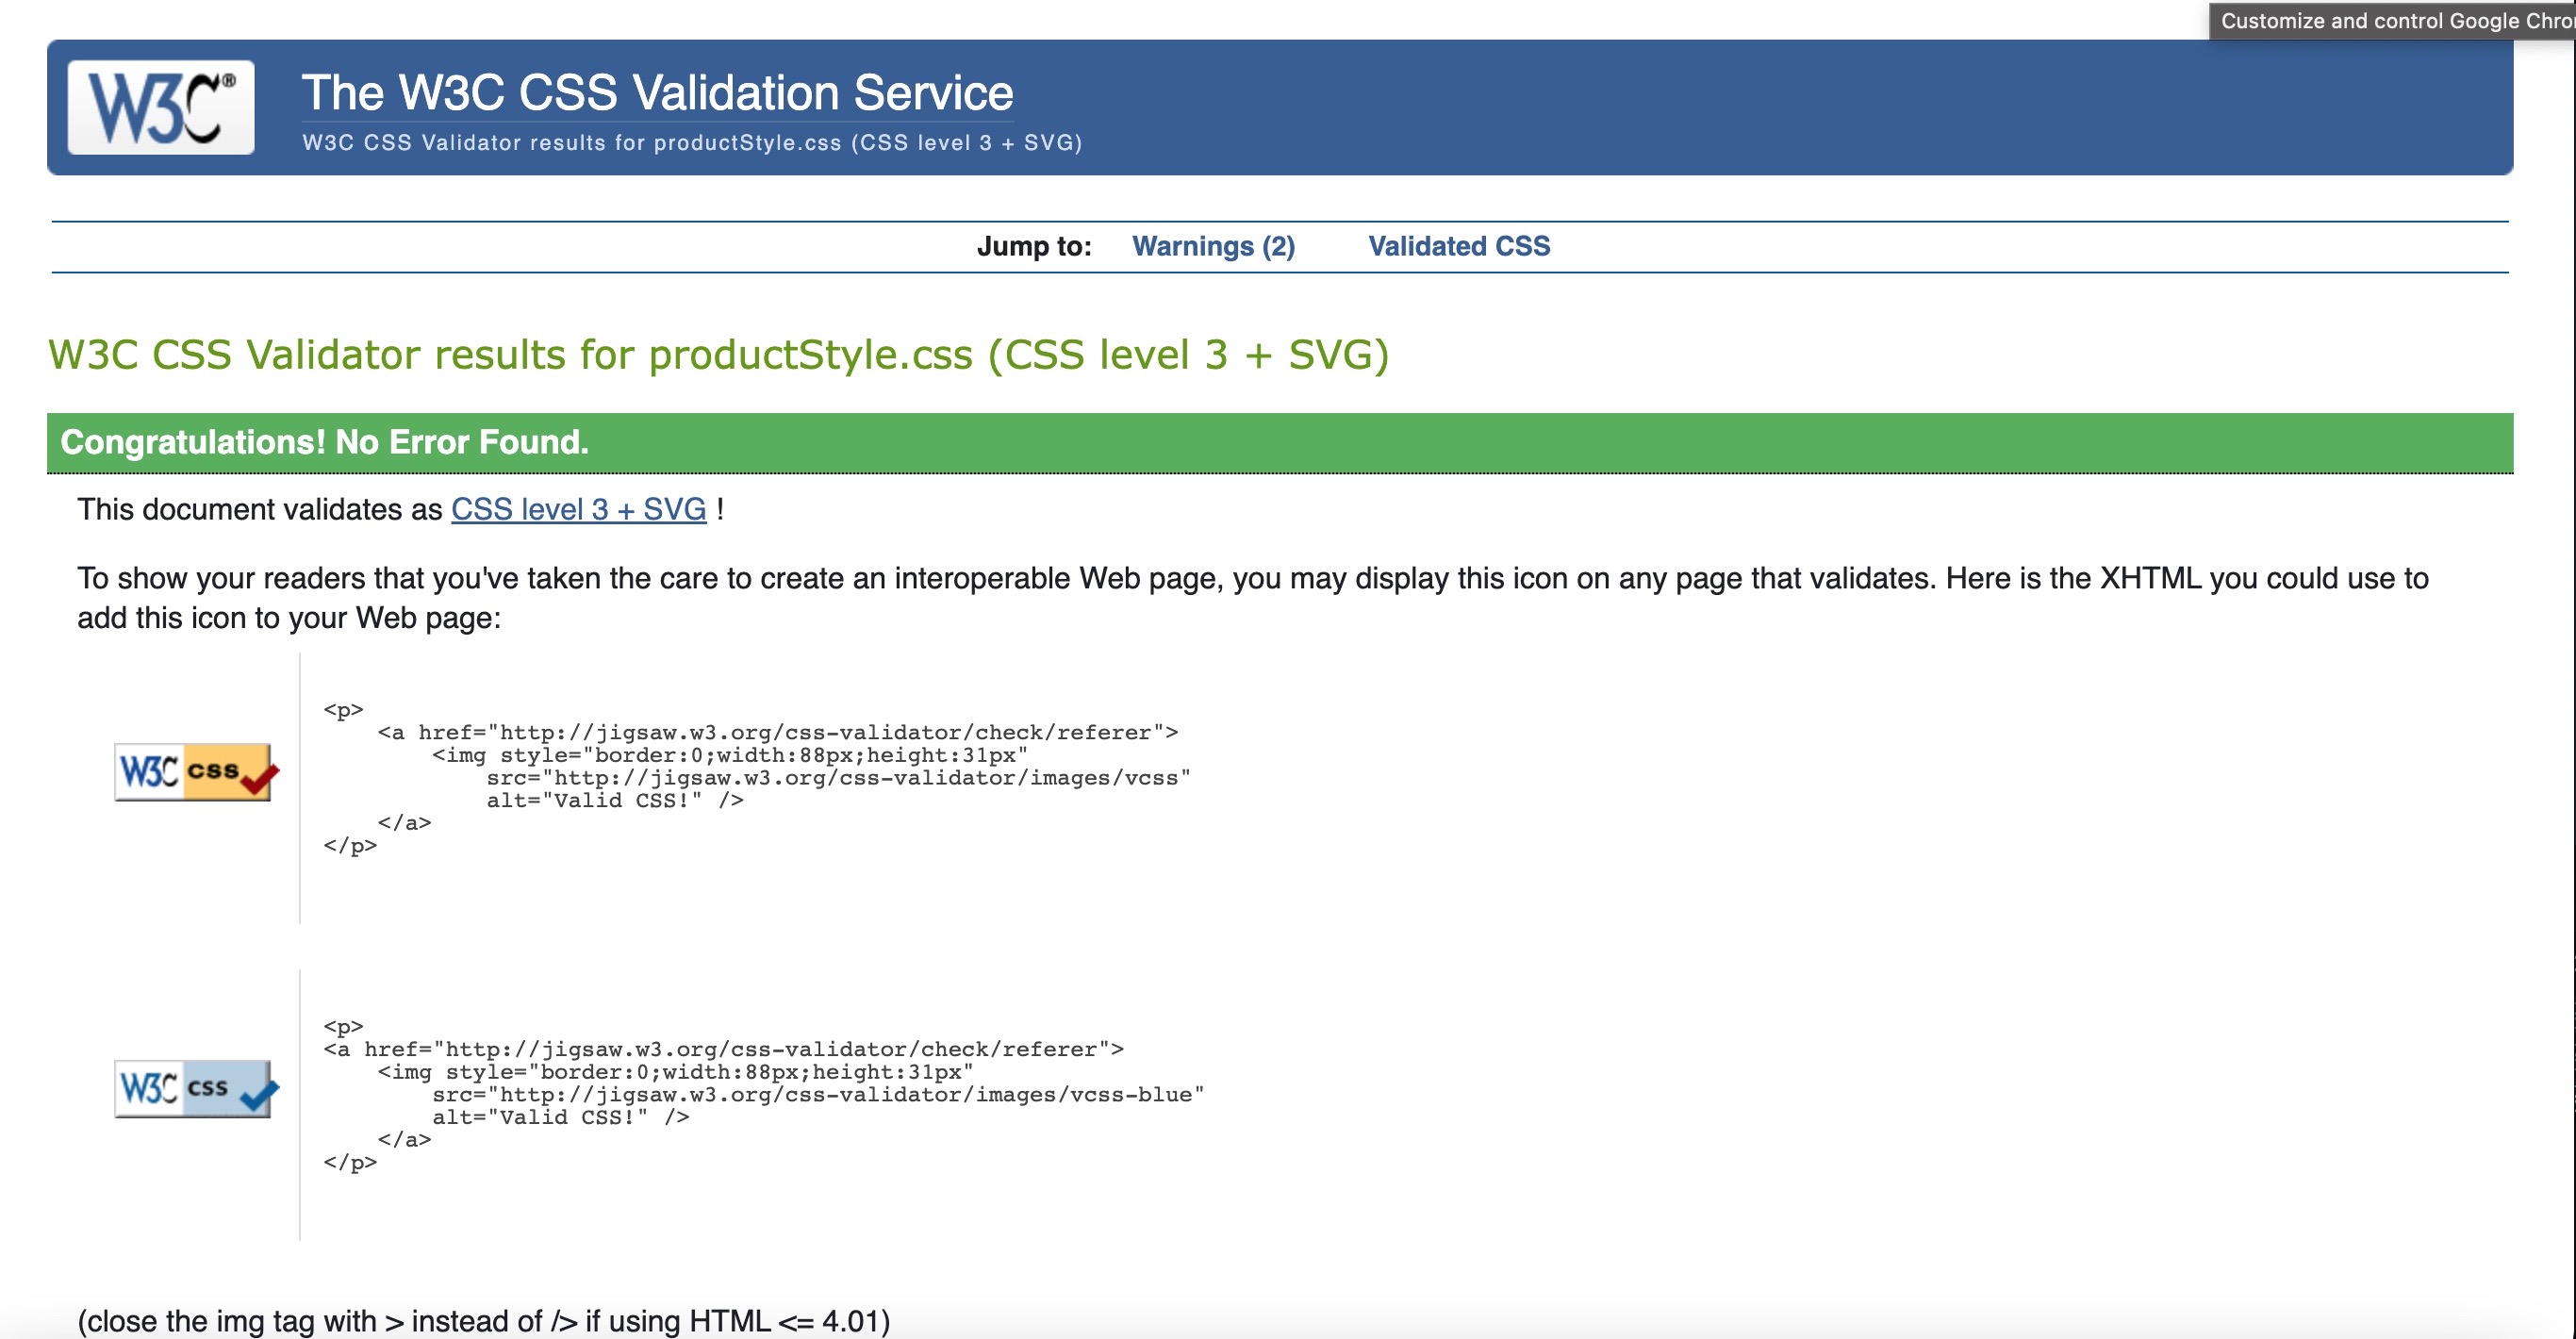 Customize and control Google Chro
W3C®
The W3C CSS Validation Service
W3C CSS Validator results for productStyle.css (CSS level 3 + SVG)
Jump to: Warnings (2) Validated CSS
W3C CSS Validator results for productStyle.css (CSS level 3 + SVG)
Congratulations! No Error Found.
This document validates as CSS level 3 + SVG !
To show your readers that you've taken the care to create an interoperable Web page, you may display this icon on any page that validates. Here is the XHTML you could use to
add this icon to your Web page:
W3C css
<p>
<a href="http://jigsaw.w3.org/css-validator/check/referer">
<img style="border:0;width:88px;height:31px"
src="http://jigsaw.w3.org/css-validator/images/vcss"
alt="Valid CSS!" />
</a>
</p>
W3C css
<p>
<a href="http://jigsaw.w3.org/css-validator/check/referer">
<img style="border:0;width:88px;height:31px"
src="http://jigsaw.w3.org/css-validator/images/vcss-blue"
alt="Valid CSS!" />
</a>
</p>
(close the img tag with > instead of /> if using HTML <= 4.01)